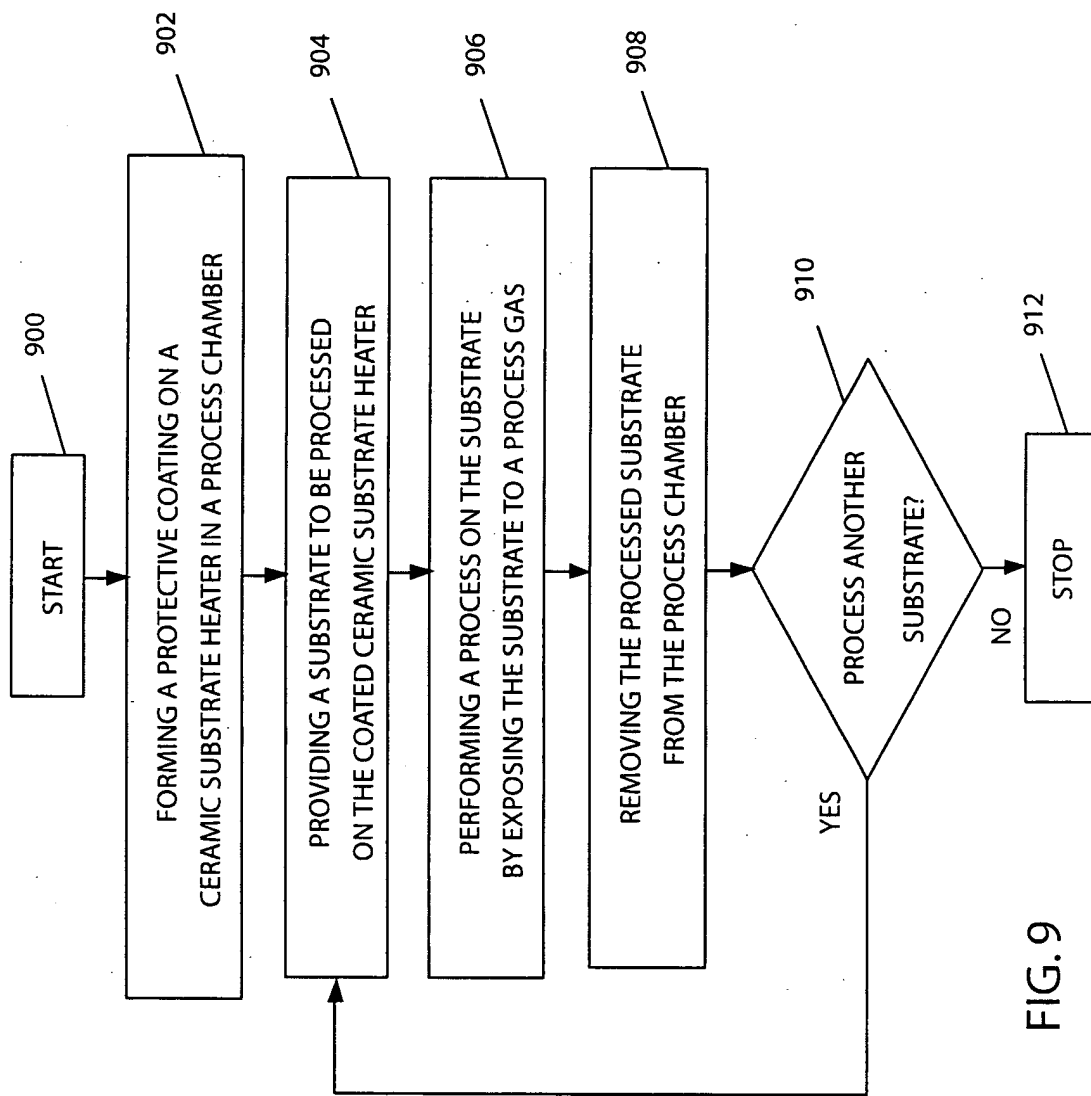 900
START
902
FORMING A PROTECTIVE COATING ON A
CERAMIC SUBSTRATE HEATER IN A PROCESS CHAMBER
904
PROVIDING A SUBSTRATE TO BE PROCESSED
ON THE COATED CERAMIC SUBSTRATE HEATER
906
PERFORMING A PROCESS ON THE SUBSTRATE
BY EXPOSING THE SUBSTRATE TO A PROCESS GAS
908
REMOVING THE PROCESSED SUBSTRATE
FROM THE PROCESS CHAMBER
910
PROCESS ANOTHER
SUBSTRATE?
YES
NO
912
STOP
FIG. 9